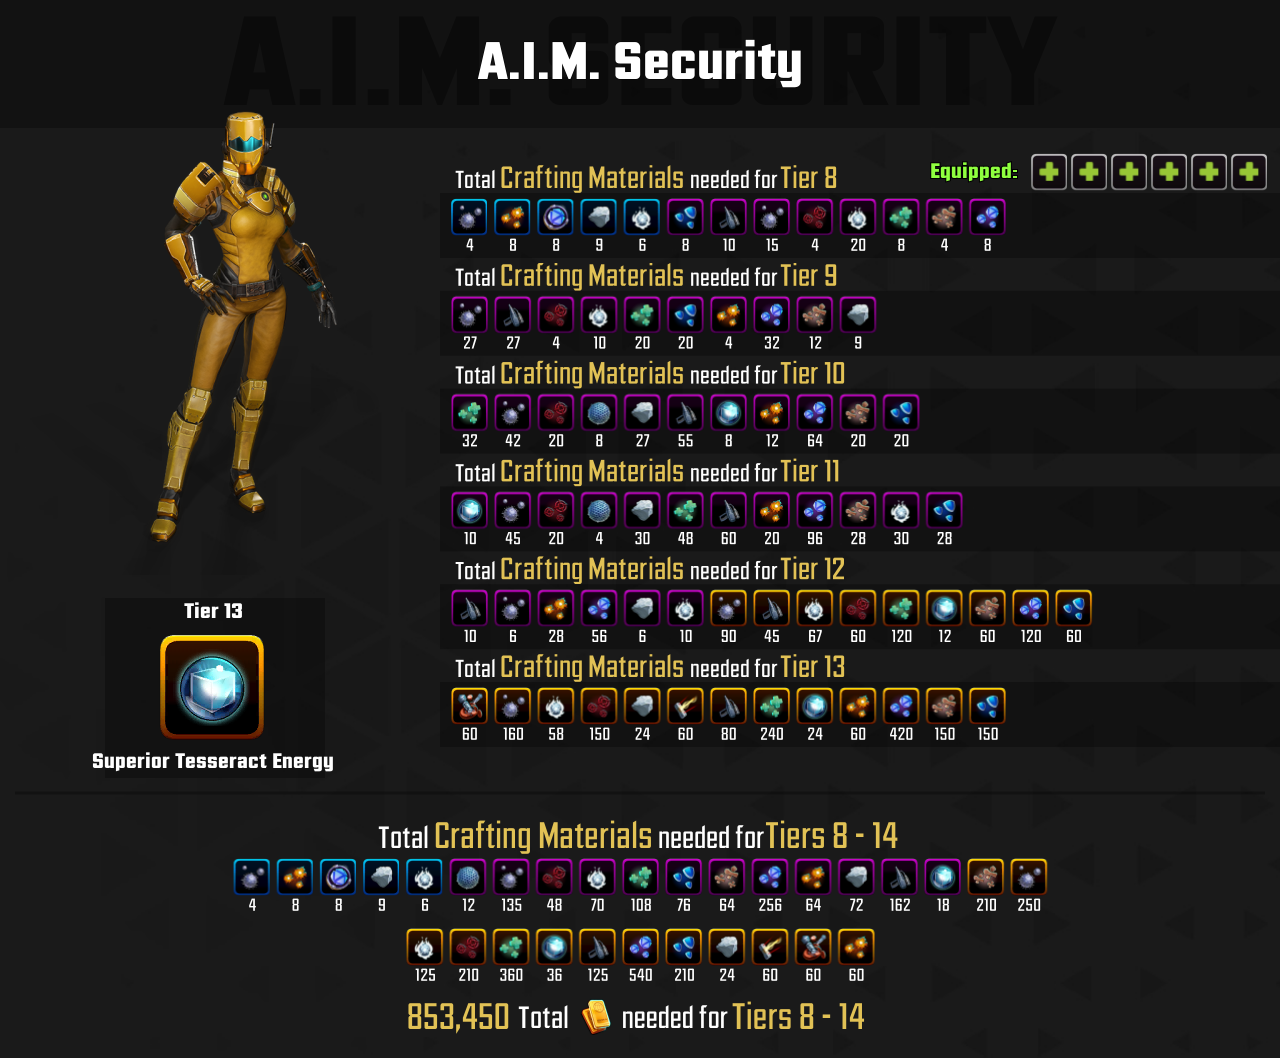 A.I.M. SECURITY
A.I.M. Security
Equipped:
Total Crafting Materials needed for Tier 8
4 8 8 9 6 8 10 15 4 20 8 4 8
Total Crafting Materials needed for Tier 9
27 27 4 10 20 20 4 32 12 9
Total Crafting Materials needed for Tier 10
32 42 20 8 27 55 8 12 64 20 20
Total Crafting Materials needed for Tier 11
10 45 20 4 30 48 60 20 96 28 30 28
Total Crafting Materials needed for Tier 12
10 6 28 56 6 10 90 45 67 60 120 12 60 120 60
Total Crafting Materials needed for Tier 13
60 160 58 150 24 60 80 240 24 60 420 150 150
Tier 13
Superior Tesseract Energy
Total Crafting Materials needed for Tiers 8 - 14
4 8 8 9 6 12 135 48 70 108 76 64 256 64 72 162 18 210 250
125 210 360 36 125 540 210 24 60 60 60
853,450 Total needed for Tiers 8 - 14